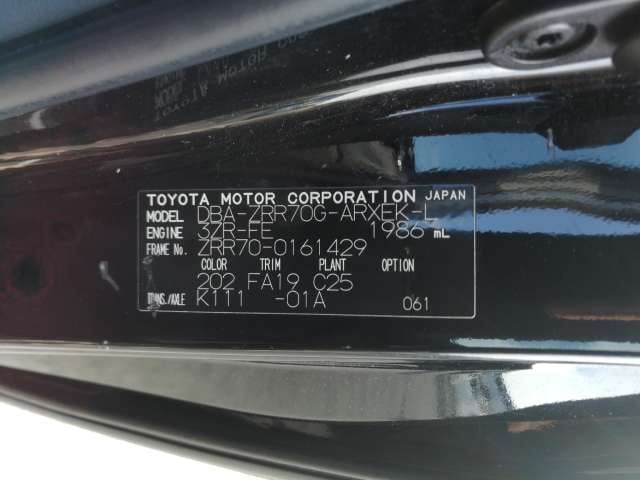 TOYOTA MOTOR CORPORATION JAPAN
MODEL DBA-ZRR70G-ARXEK-L
ENGINE 3ZR-FE 1986 mL
FRAME No. ZRR70-0161429
COLOR TRIM PLANT OPTION
202 FA19 C25
TRANS./AXLE K111 -01A 061